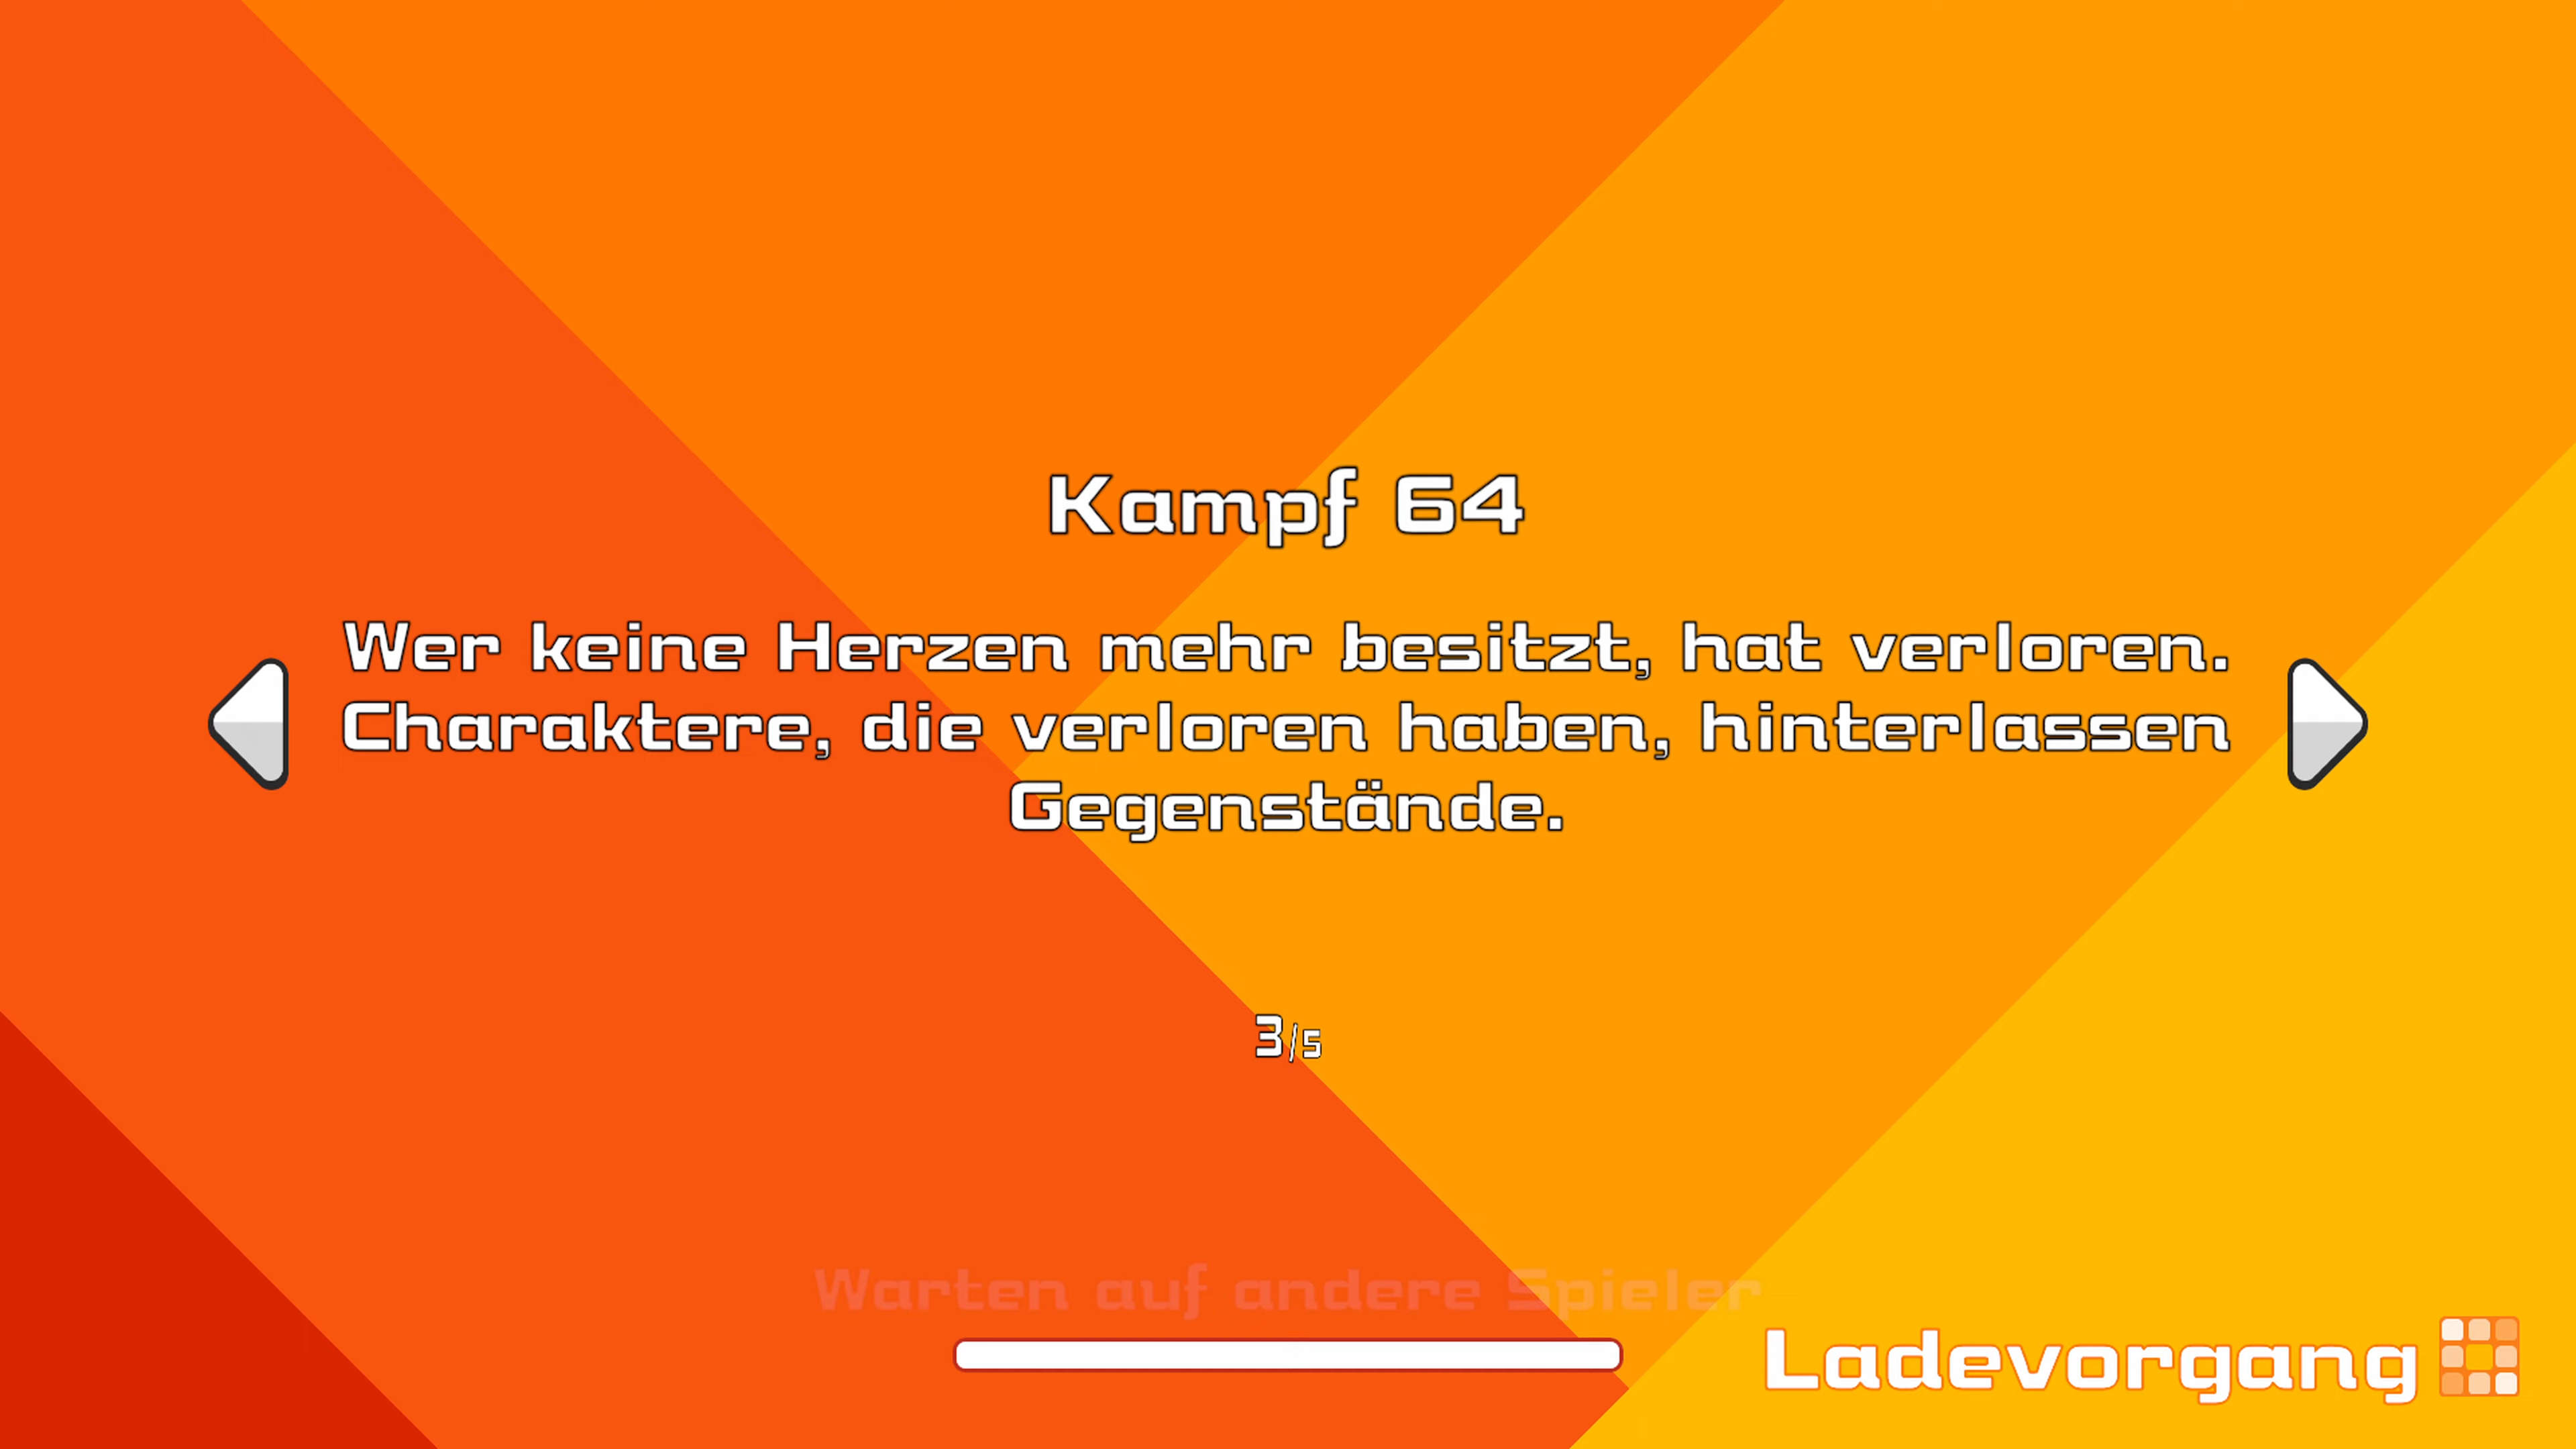 Kampf 64
Wer keine Herzen mehr besitzt, hat verloren.
Charaktere, die verloren haben, hinterlassen
Gegenstände.
3/5
Warten auf andere Spieler
Ladevorgang